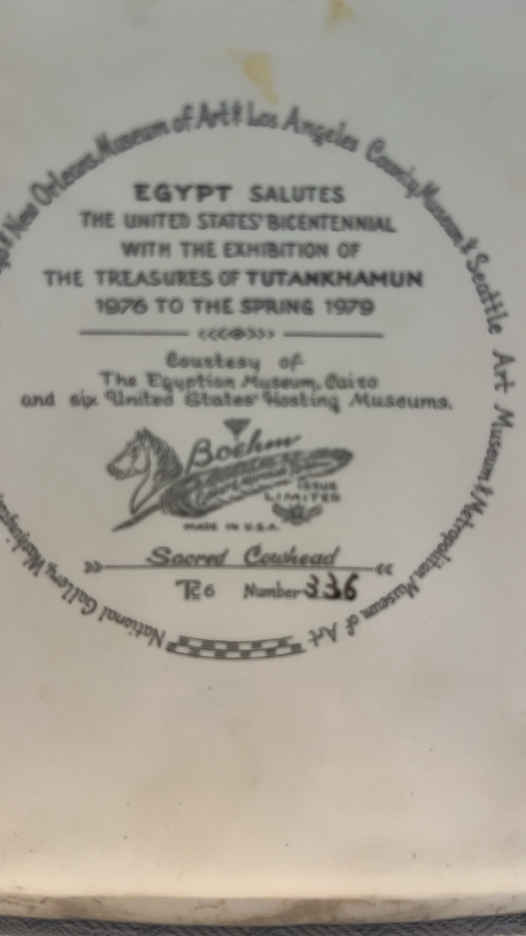 New Orleans Museum of Art & Los Angeles County Museum & Seattle Art Museum & Metropolitan Museum of Art
National Gallery, Washington
EGYPT SALUTES
THE UNITED STATES' BICENTENNIAL
WITH THE EXHIBITION OF
THE TREASURES OF TUTANKHAMUN
1976 TO THE SPRING 1979
Courtesy of
The Egyptian Museum, Cairo
and six United States' Hosting Museums.
Boehm
ISSUE
LIMITED
MADE IN U.S.A.
Sacred Cowhead
Number 336